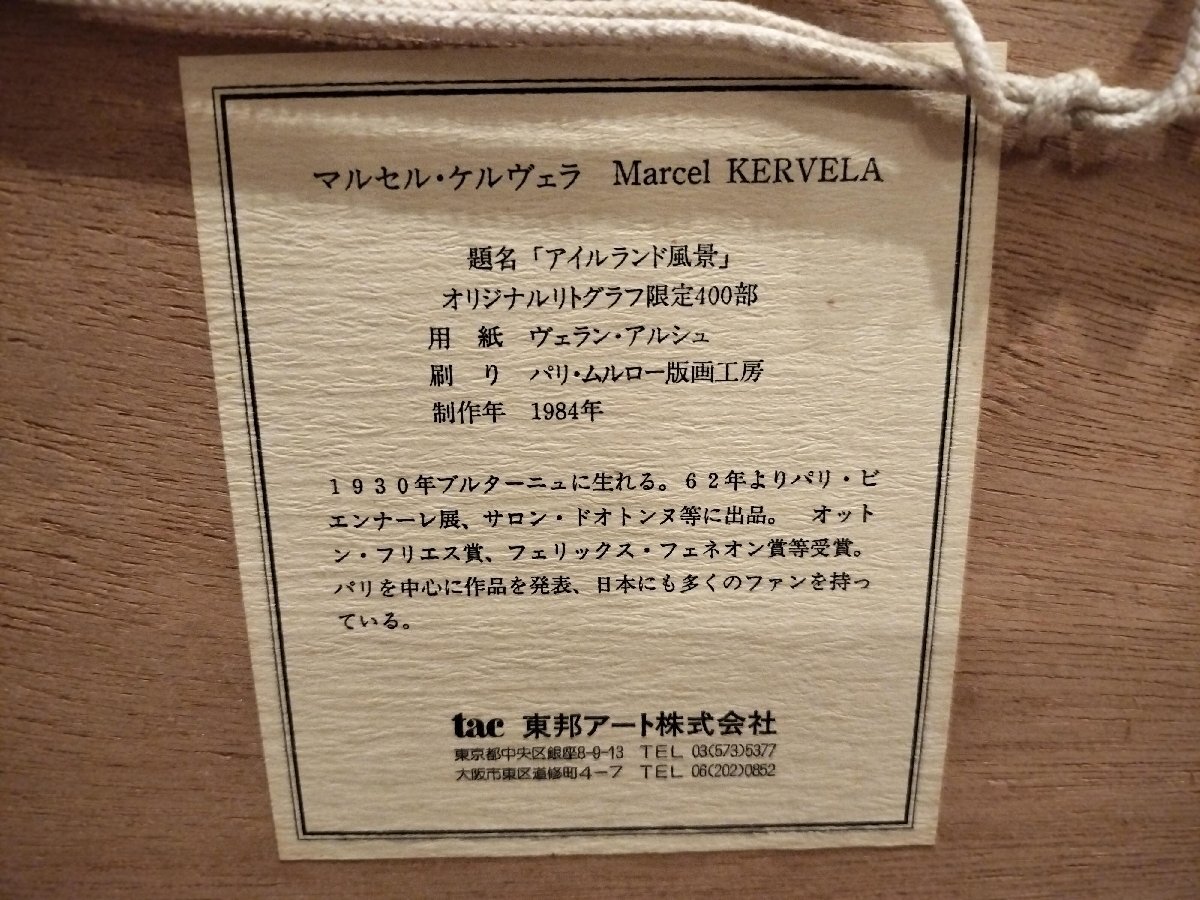 マルセル・ケルヴェラ Marcel KERVELA
題名「アイルランド風景」
オリジナルリトグラフ限定400部
用 紙 ヴェラン・アルシュ
刷 り パリ・ムルロー版画工房
制作年 1984年
1930年ブルターニュに生れる。62年よりパリ・ビ
エンナーレ展、サロン・ドオトンヌ等に出品。 オット
ン・フリエス賞、フェリックス・フェネオン賞等受賞。
パリを中心に作品を発表、日本にも多くのファンを持っ
ている。
tac 東邦アート株式会社
東京都中央区銀座8-9-13 TEL 03(573)5377
大阪市東区道修町4-7 TEL 06(202)0852